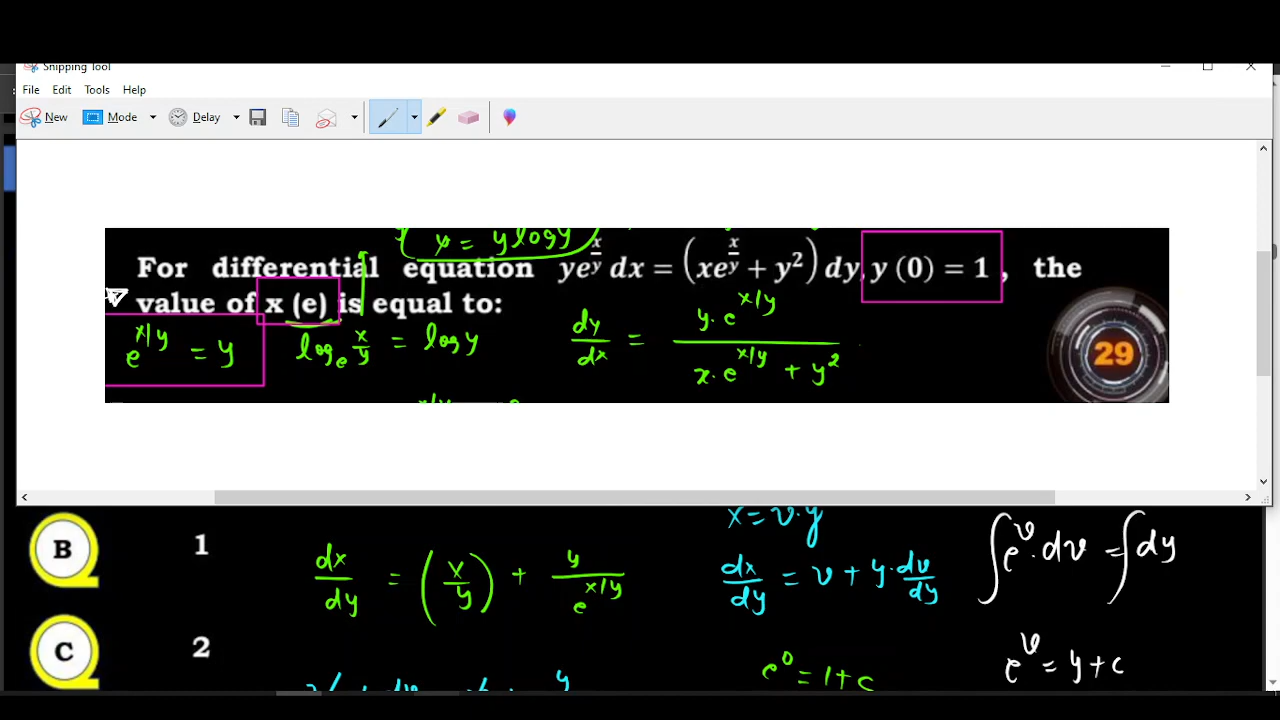 Snipping Tool
File Edit Tools Help
New Mode Delay
x = y log y
For differential equation ye^{x/y} dx = (xe^{x/y} + y²) dy, y (0) = 1, the
value of x (e) is equal to:
e^{x/y} = y
logₑ x/y = log y
dy/dx = y. e^{x/y} / x. e^{x/y} + y²
29
x = v.y
B 1
dx/dy = (x/y) + y/e^{x/y}
dx/dy = v + y. dv/dy
∫e^v. dv = ∫dy
C 2
e⁰ = 1 + c
e^v = y + c